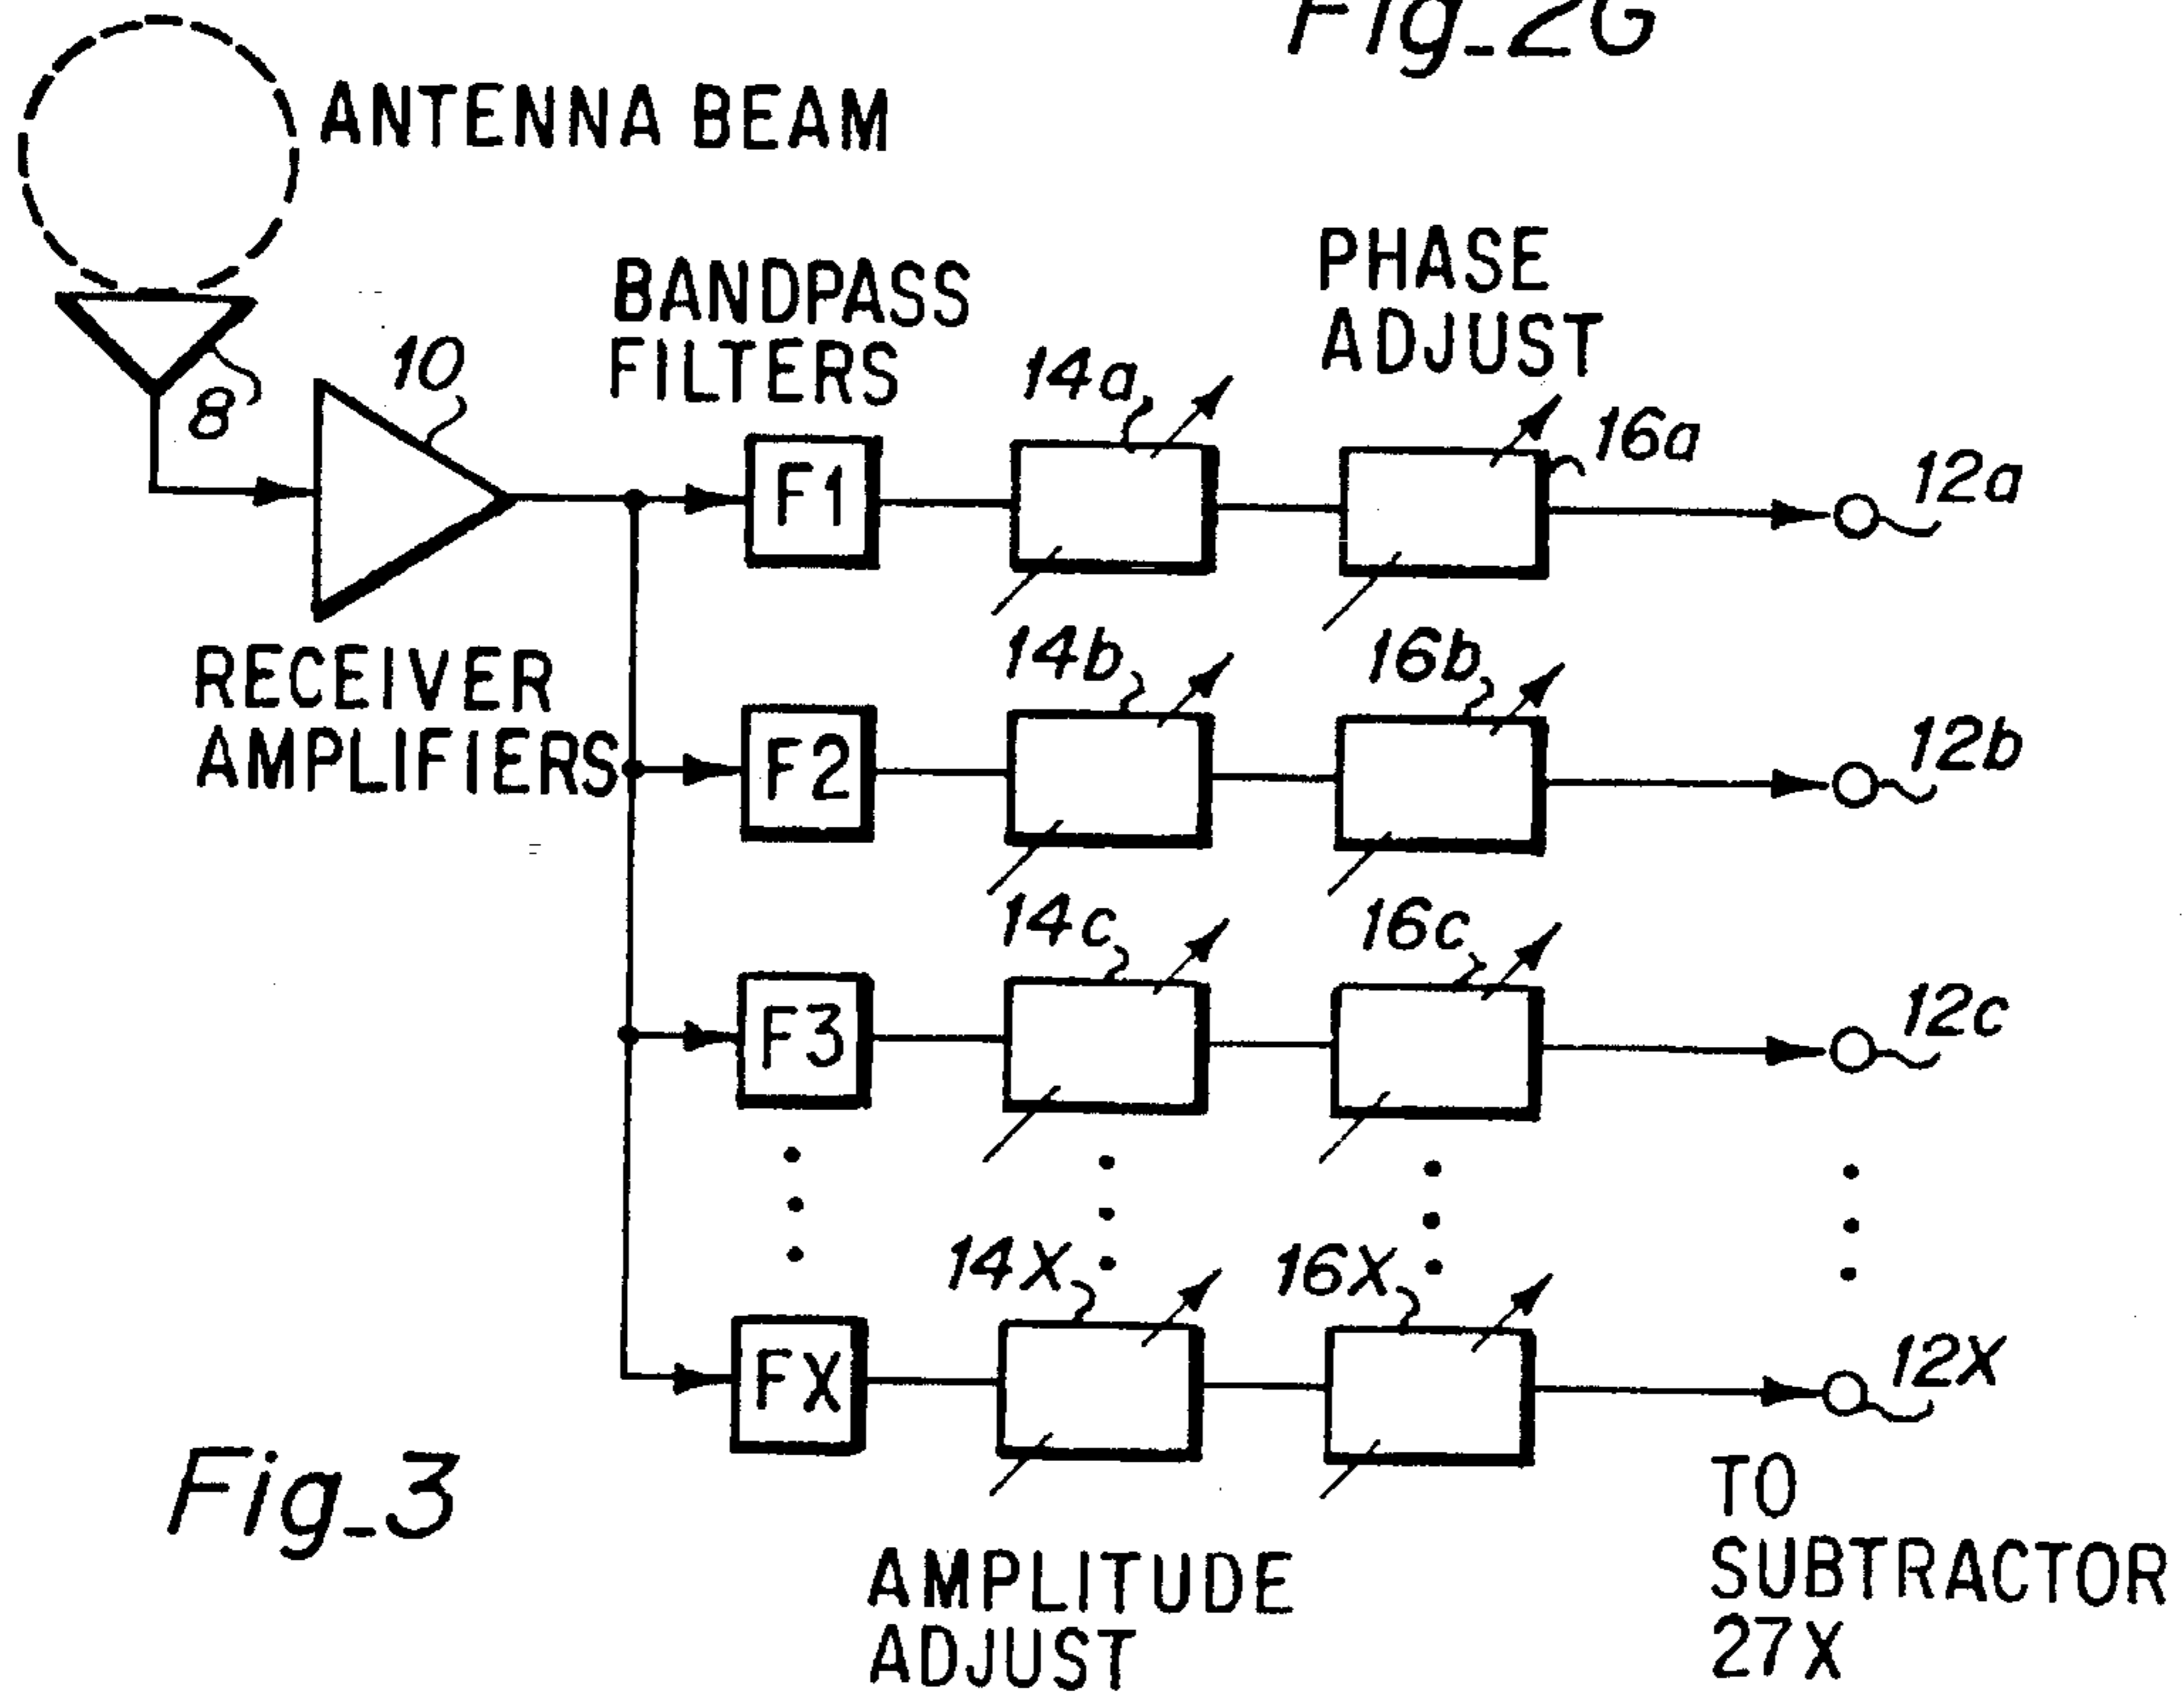 Fig_2G
ANTENNA BEAM
8
10
BANDPASS
FILTERS
PHASE
ADJUST
14a
16a
12a
F1
RECEIVER
AMPLIFIERS
14b
16b
12b
F2
14c
16c
12c
F3
14X
16X
12X
FX
Fig_3
AMPLITUDE
ADJUST
TO
SUBTRACTOR
27X